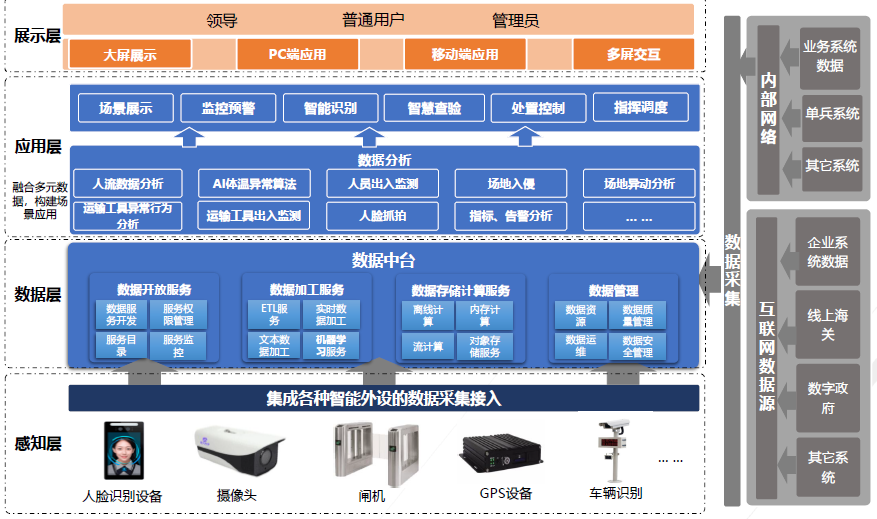 展示层
领导
普通用户
管理员
大屏展示
PC端应用
移动端应用
多屏交互
应用层
融合多元数
据，构建场
景应用
场景展示
监控预警
智能识别
智慧查验
处置控制
指挥调度
数据分析
人流数据分析
AI体温异常算法
人员出入监测
场地入侵
场地异动分析
运输工具异常行为
分析
运输工具出入监测
人脸抓拍
指标、告警分析
... ...
数据层
数据中台
数据开放服务
数据服
务开发
服务权
限管理
服务目
录
服务监
控
数据加工服务
ETL服
务
实时数
据加工
文本数
据加工
机器学
习服务
数据存储计算服务
离线计
算
内存计
算
流计算
对象存
储服务
数据管理
数据资
源
数据质
量管理
数据运
维
数据安
全管理
感知层
集成各种智能外设的数据采集接入
人脸识别设备
摄像头
闸机
GPS设备
车辆识别
... ...
数据采集
内部网络
业务系统
数据
单兵系统
其它系统
互联网数据源
企业系
统数据
线上海
关
数字政
府
其它系
统